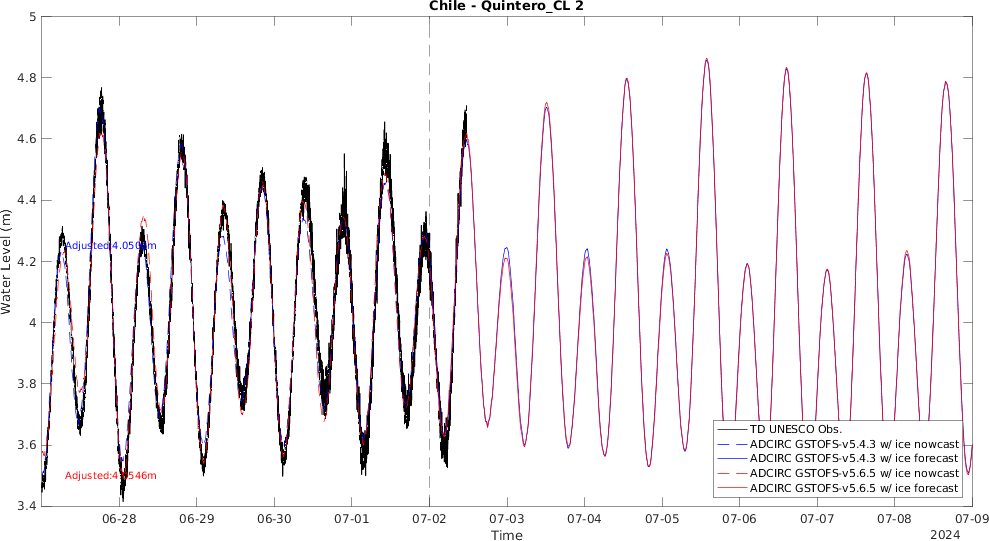 Chile - Quintero_CL 2
5
4.8
4.6
4.4
4.2
4
3.8
3.6
3.4
Water Level (m)
06-28
06-29
06-30
07-01
07-02
07-03
07-04
07-05
07-06
07-07
07-08
07-09
Time
2024
TD UNESCO Obs.
ADCIRC GSTOFS-v5.4.3 w/ ice nowcast
ADCIRC GSTOFS-v5.4.3 w/ ice forecast
ADCIRC GSTOFS-v5.6.5 w/ ice nowcast
ADCIRC GSTOFS-v5.6.5 w/ ice forecast